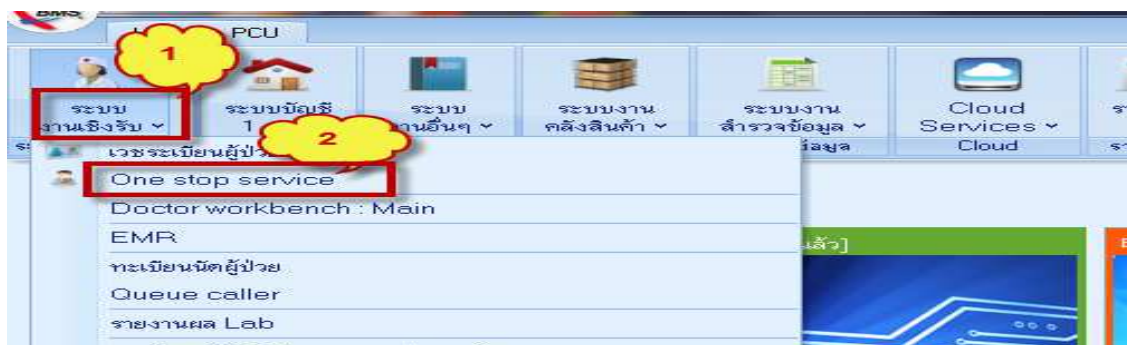 BMS
PCU
1
ระบบ
งานเชิงรับ
ระบบบัญชี
1
ระบบ
งานอื่นๆ
ระบบงาน
คลังสินค้า
ระบบงาน
สำรวจข้อมูล
Cloud
Services
Cloud
2
เวชระเบียนผู้ป่วย
One stop service
Doctor workbench : Main
EMR
ทะเบียนนัดผู้ป่วย
Queue caller
รายงานผล Lab
แล้ว]